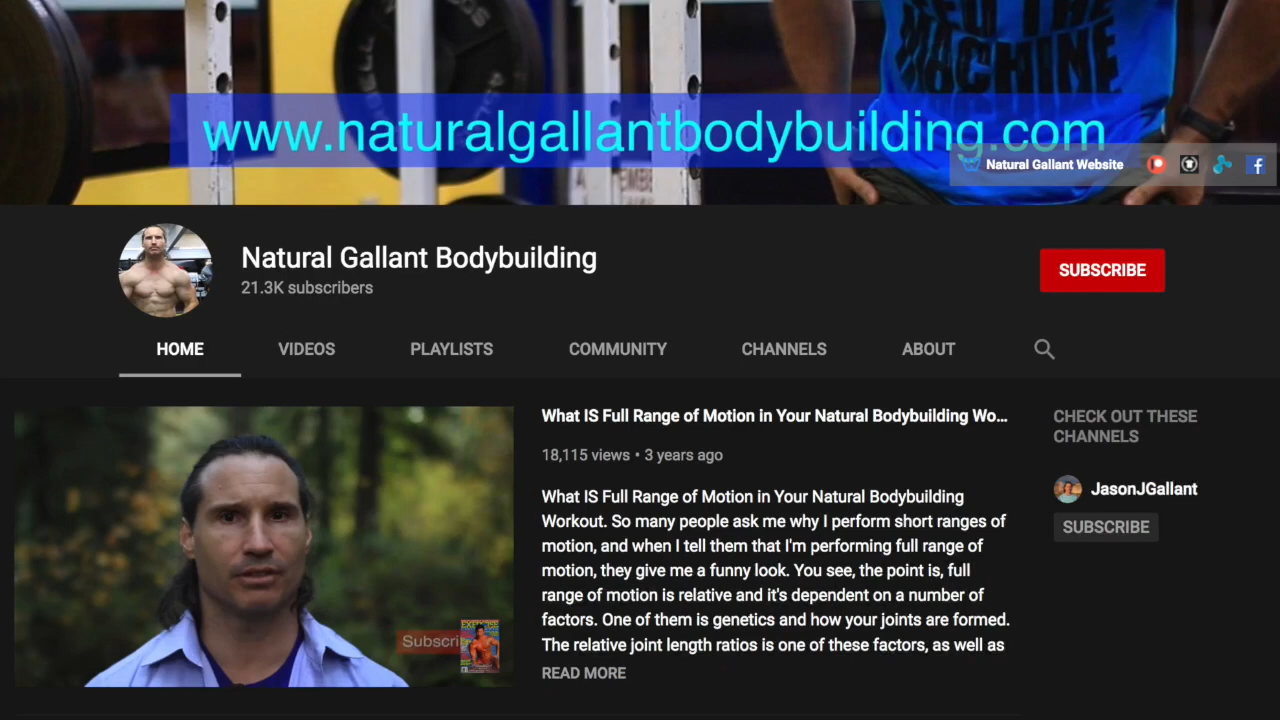 FEED THE
MACHINE
www.naturalgallantbodybuilding.com
Natural Gallant Website
Natural Gallant Bodybuilding
21.3K subscribers
SUBSCRIBE
HOME
VIDEOS
PLAYLISTS
COMMUNITY
CHANNELS
ABOUT
What IS Full Range of Motion in Your Natural Bodybuilding Wo...
18,115 views • 3 years ago
What IS Full Range of Motion in Your Natural Bodybuilding
Workout. So many people ask me why I perform short ranges of
motion, and when I tell them that I'm performing full range of
motion, they give me a funny look. You see, the point is, full
range of motion is relative and it's dependent on a number of
factors. One of them is genetics and how your joints are formed.
The relative joint length ratios is one of these factors, as well as
READ MORE
CHECK OUT THESE
CHANNELS
JasonJGallant
SUBSCRIBE
Subscri